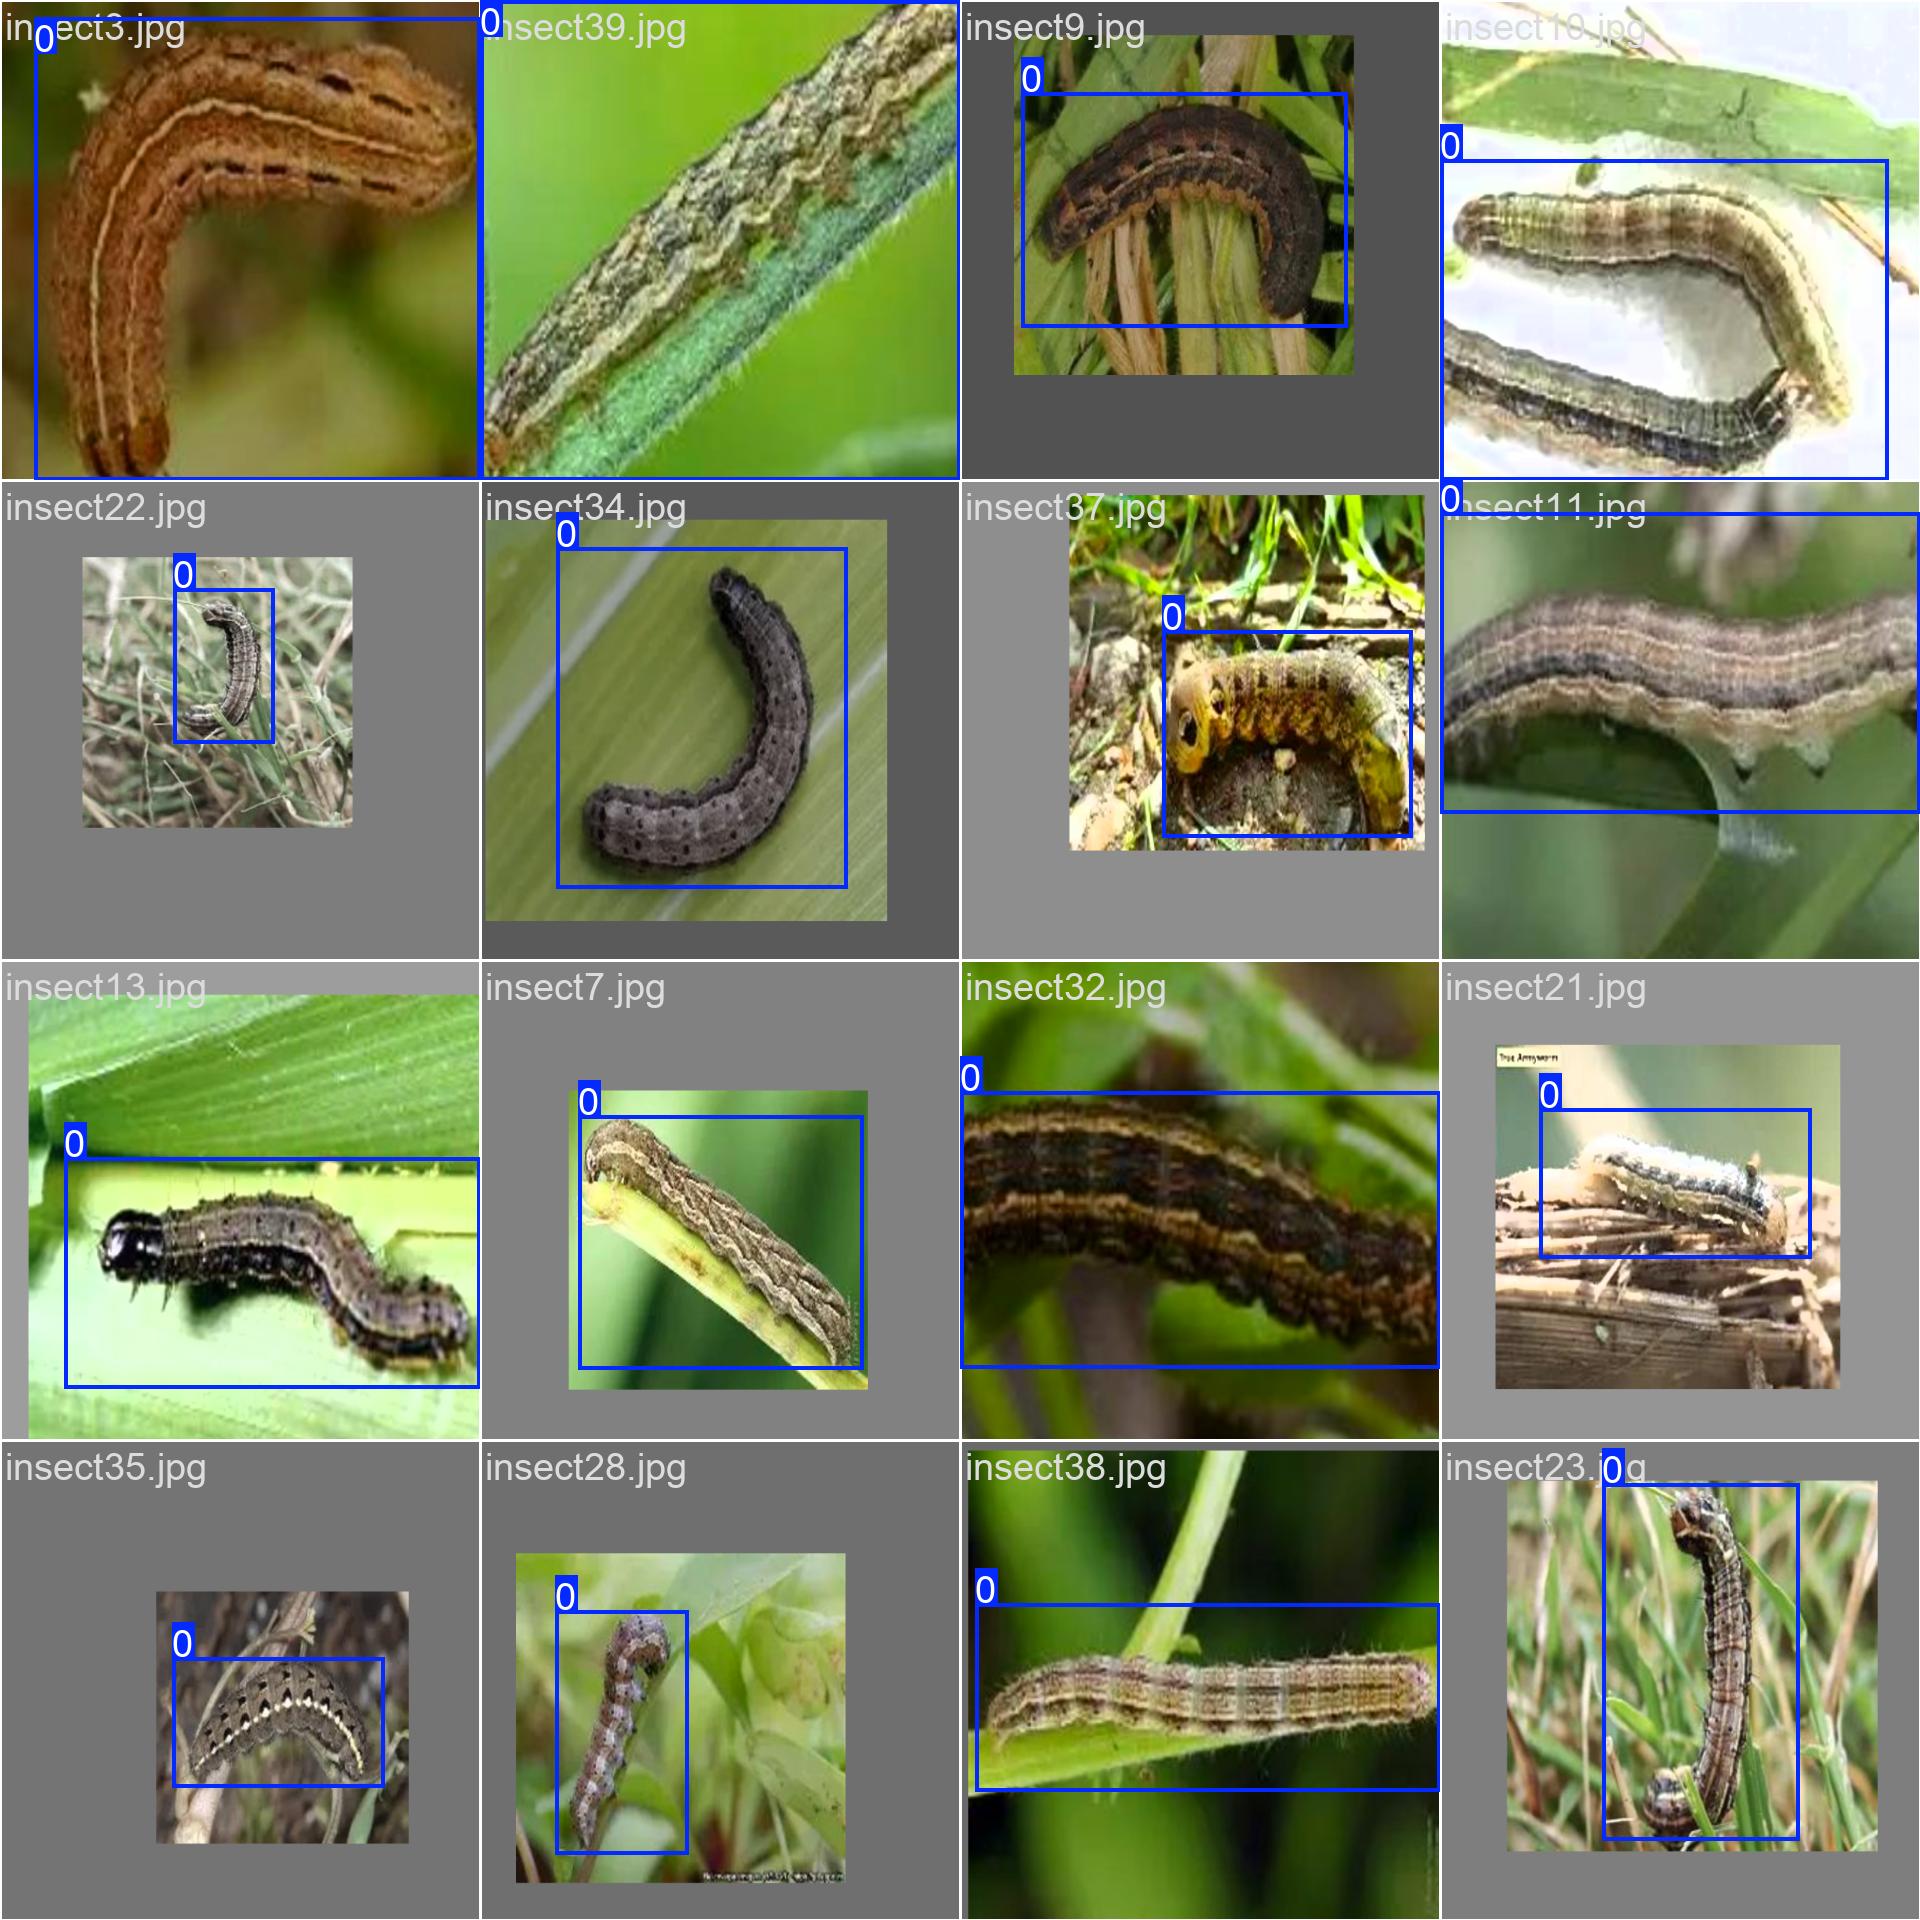 insect3.jpg
0
insect39.jpg
0
insect9.jpg
0
insect10.jpg
0
insect22.jpg
0
insect34.jpg
0
insect37.jpg
0
insect11.jpg
0
insect13.jpg
0
insect7.jpg
0
insect32.jpg
0
insect21.jpg
True Armyworm
0
insect35.jpg
0
insect28.jpg
0
insect38.jpg
0
insect23.jpg
0